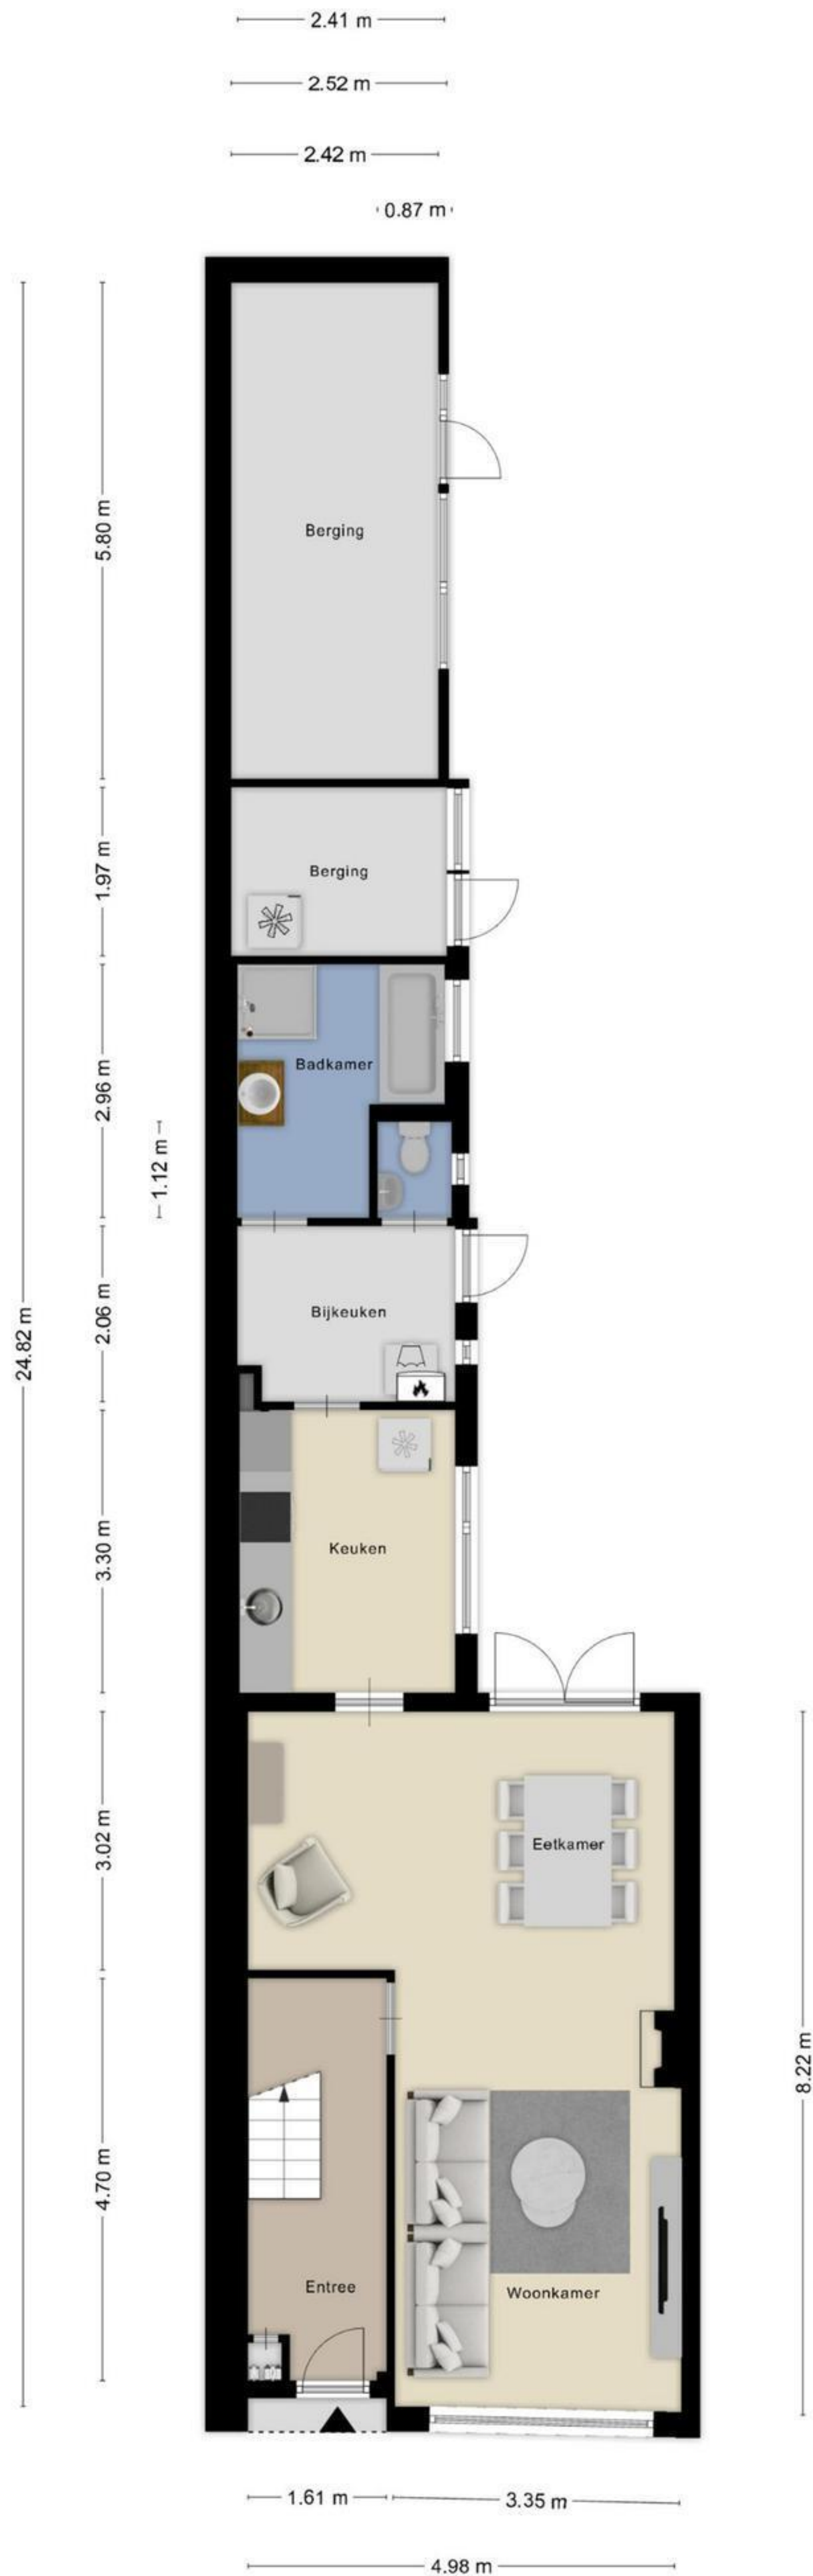 2.41 m
2.52 m
2.42 m
0.87 m
5.80 m
Berging
1.97 m
Berging
2.96 m
Badkamer
1.12 m
2.06 m
Bijkeuken
24.82 m
3.30 m
Keuken
3.02 m
Eetkamer
8.22 m
4.70 m
Entree
Woonkamer
1.61 m
3.35 m
4.98 m